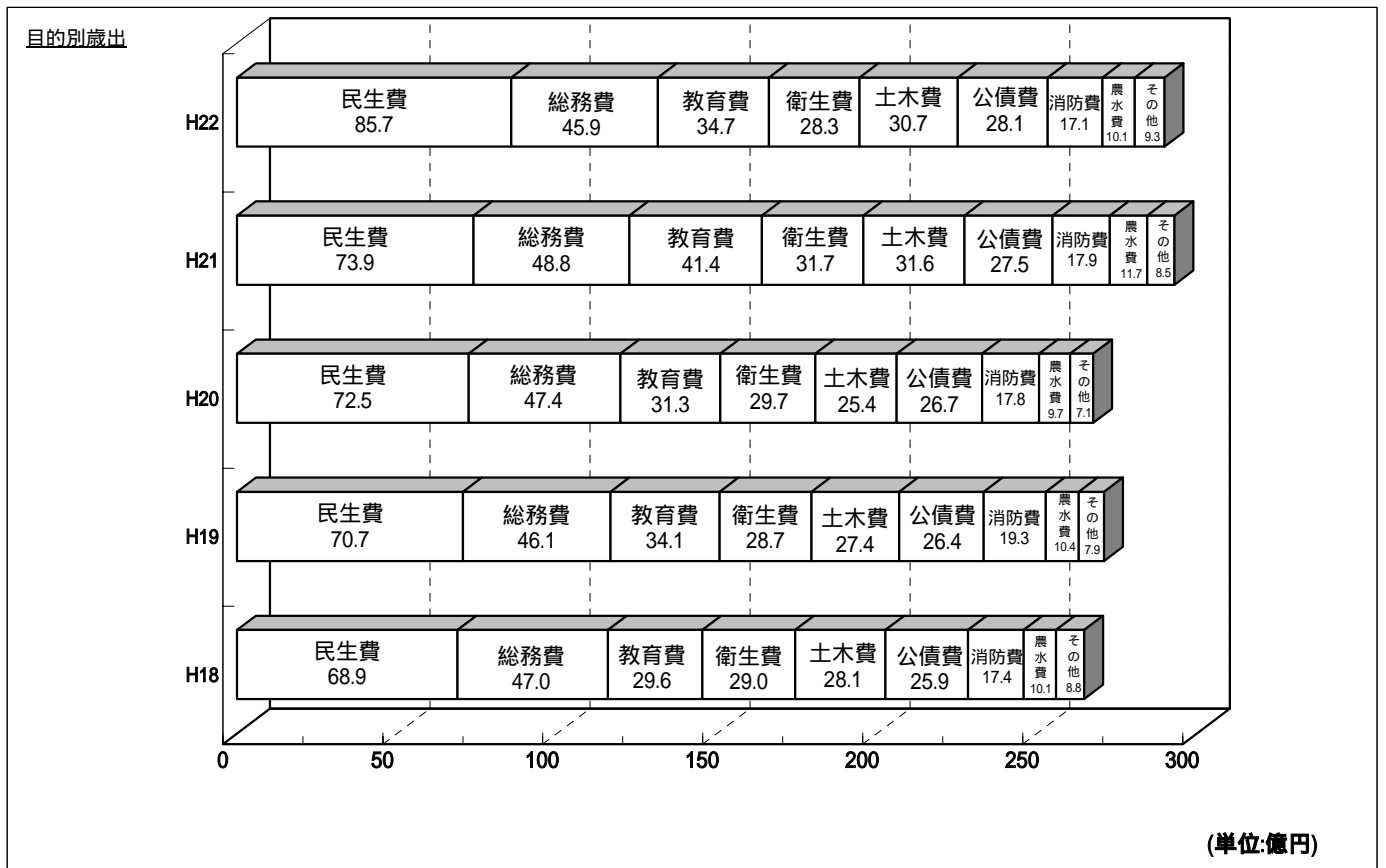 目的別歳出
H22
民生費 総務費 教育費 衛生費 土木費 公債費 消防費 農水費 その他
85.7 45.9 34.7 28.3 30.7 28.1 17.1 10.1 9.3
H21
民生費 総務費 教育費 衛生費 土木費 公債費 消防費 農水費 その他
73.9 48.8 41.4 31.7 31.6 27.5 17.9 11.7 8.5
H20
民生費 総務費 教育費 衛生費 土木費 公債費 消防費 農水費 その他
72.5 47.4 31.3 29.7 25.4 26.7 17.8 9.7 7.1
H19
民生費 総務費 教育費 衛生費 土木費 公債費 消防費 農水費 その他
70.7 46.1 34.1 28.7 27.4 26.4 19.3 10.4 7.9
H18
民生費 総務費 教育費 衛生費 土木費 公債費 消防費 農水費 その他
68.9 47.0 29.6 29.0 28.1 25.9 17.4 10.1 8.8
0 50 100 150 200 250 300
(単位:億円)